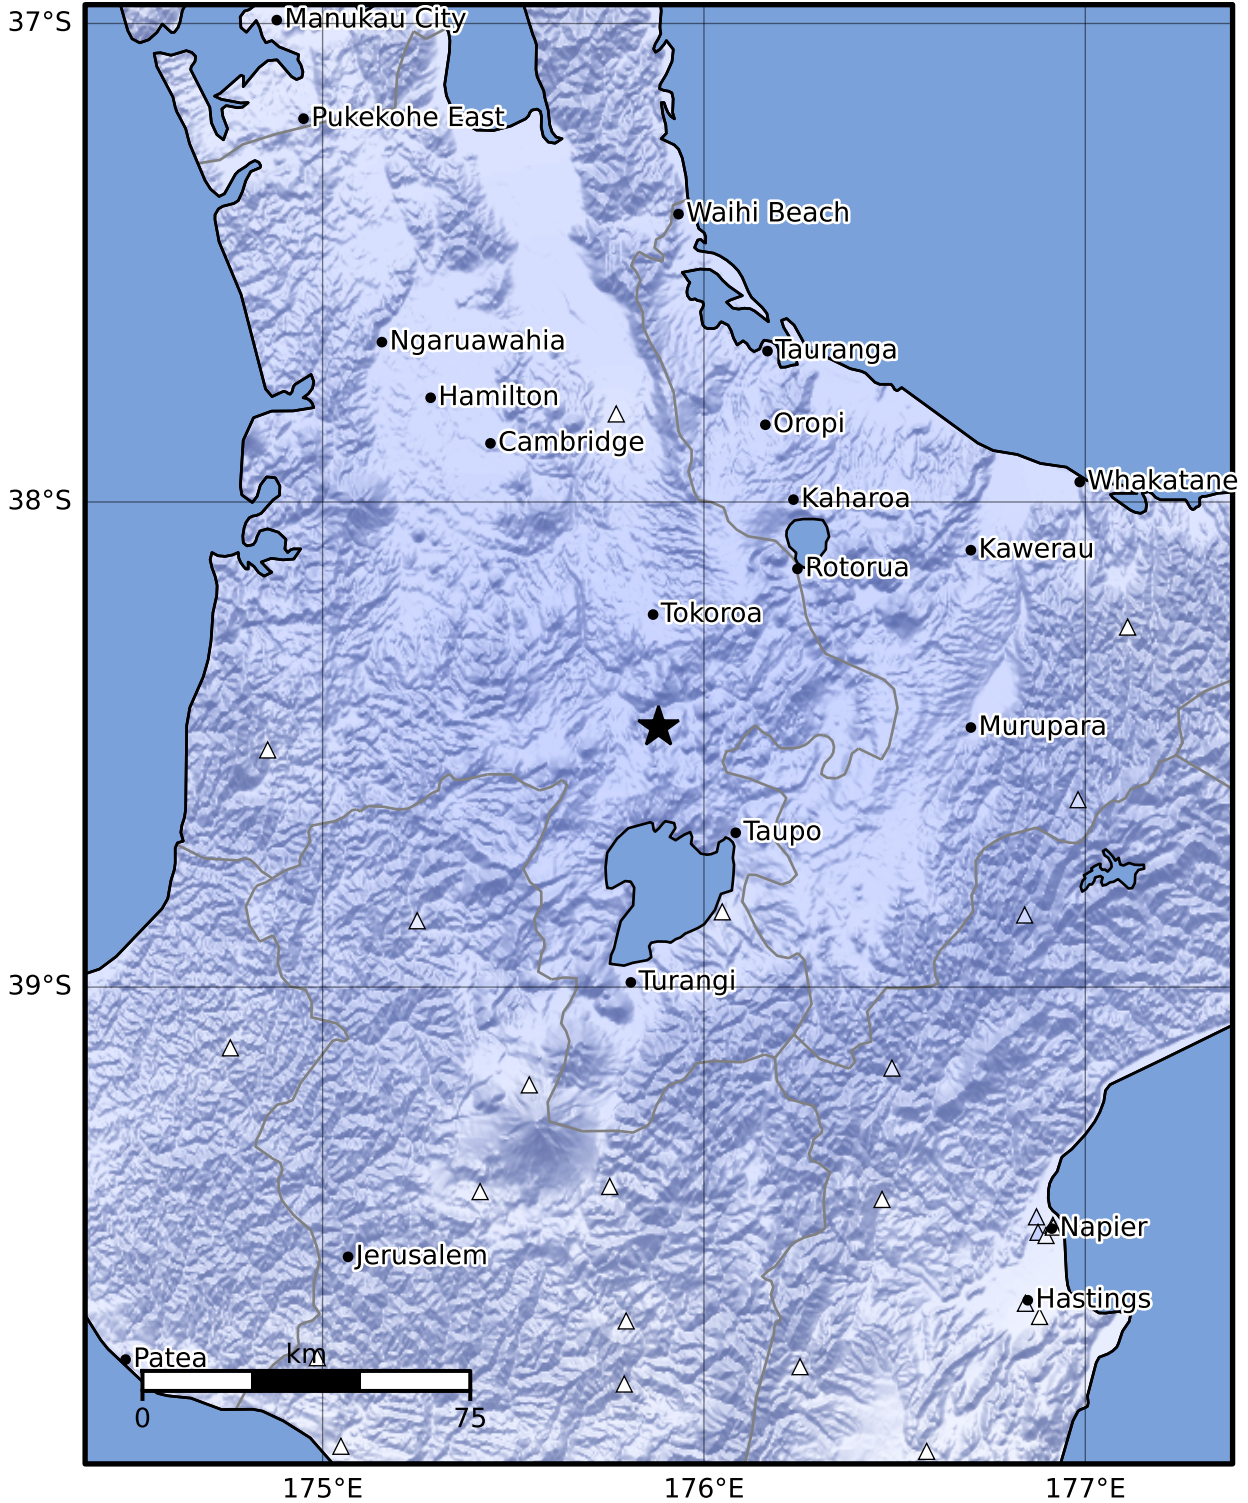 37°S
Manukau City
Pukekohe East
Waihi Beach
Ngaruawahia
Tauranga
Hamilton
Oropi
Cambridge
Whakatane
38°S
Kaharoa
Kawerau
Rotorua
Tokoroa
Murupara
Taupo
39°S
Turangi
Napier
Jerusalem
Hastings
Patea
km
0
75
175°E
176°E
177°E